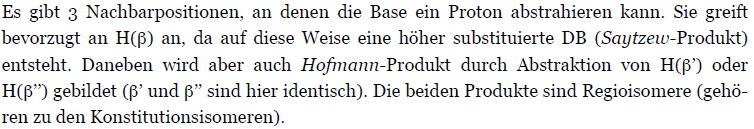 Es gibt 3 Nachbarpositionen, an denen die Base ein Proton abstrahieren kann. Sie greift
bevorzugt an H(β) an, da auf diese Weise eine höher substituierte DB (Saytzew-Produkt)
entsteht. Daneben wird aber auch Hofmann-Produkt durch Abstraktion von H(β’) oder
H(β”) gebildet (β’ und β” sind hier identisch). Die beiden Produkte sind Regioisomere (gehö-
ren zu den Konstitutionsisomeren).